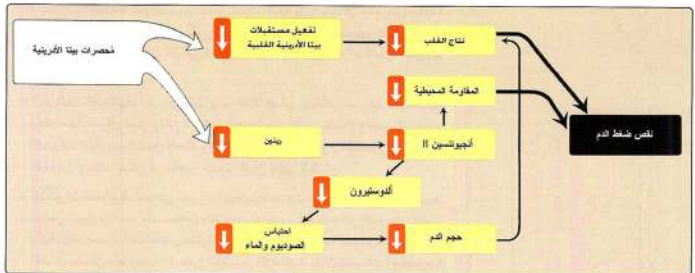 مُحصرات بيتا الأدرينية
تفعيل مستقبلات
بيتا الأدرينية القلبية
نتاج القلب
المقاومة المحيطية
نقص ضغط الدم
رينين
أنجيوتنسين II
ألدوستيرون
احتباس
الصوديوم والماء
حجم الدم